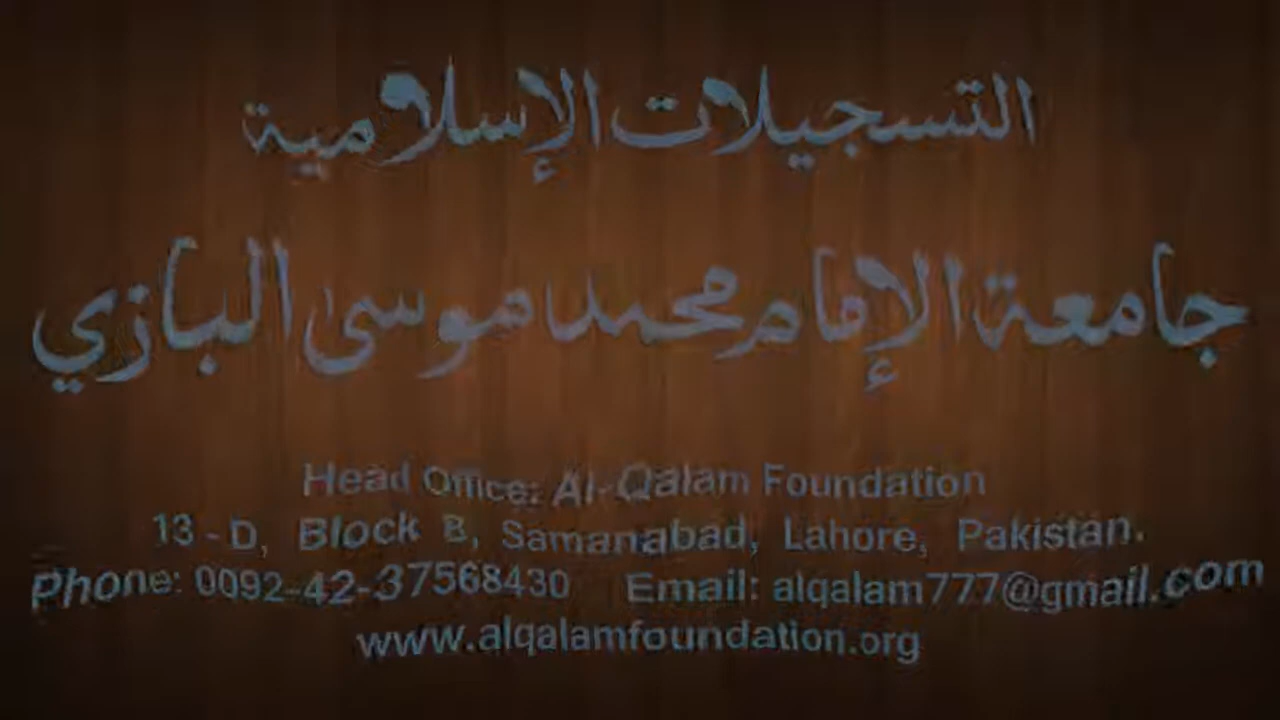 التسجيلات الإسلامية
جامعة الإمام محمد موسى البازي
Head Office: Al-Qalam Foundation
13 - D, Block B, Samanabad, Lahore, Pakistan.
Phone: 0092-42-37568430 Email: alqalam777@gmail.com
www.alqalamfoundation.org